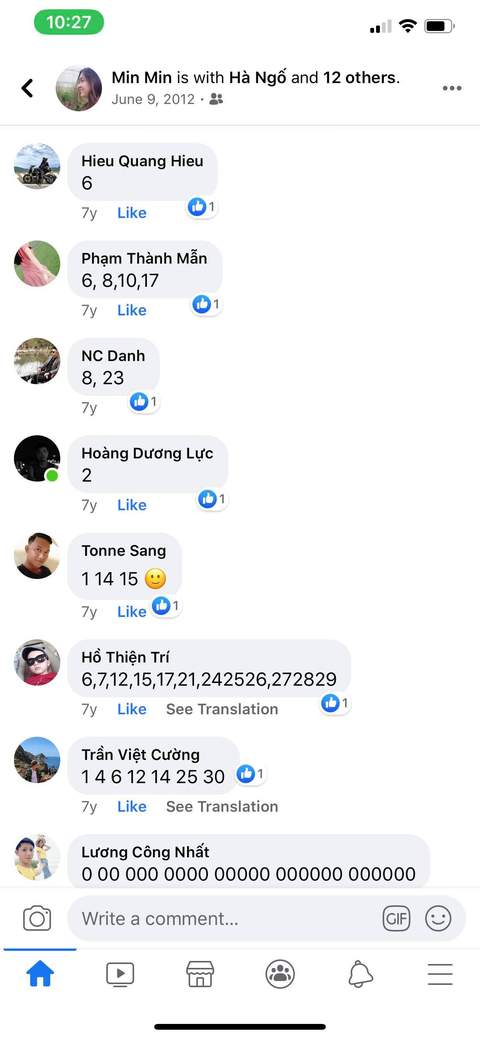 10:27
Min Min is with Hà Ngố and 12 others.
June 9, 2012
Hieu Quang Hieu
6
7y Like 1
Phạm Thành Mẫn
6, 8,10,17
7y Like 1
NC Danh
8, 23
7y 1
Hoàng Dương Lực
2
7y Like 1
Tonne Sang
1 14 15 🙂
7y Like 1
Hồ Thiện Trí
6,7,12,15,17,21,242526,272829
7y Like See Translation 1
Trần Việt Cường
1 4 6 12 14 25 30 1
7y Like See Translation
Lương Công Nhất
0 00 000 0000 00000 000000 000000
Write a comment...
GIF